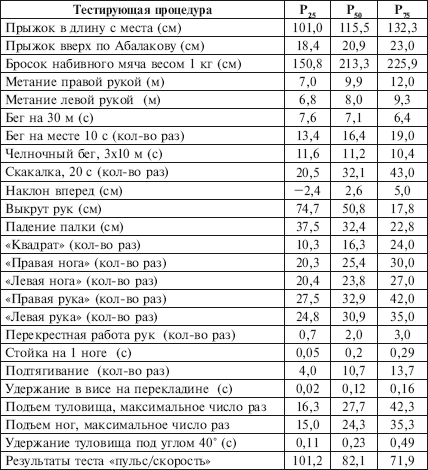 Тестирующая процедура P25 P50 P75
Прыжок в длину с места (см) 101,0 115,5 132,3
Прыжок вверх по Абалакову (см) 18,4 20,9 23,0
Бросок набивного мяча весом 1 кг (см) 150,8 213,3 225,9
Метание правой рукой (м) 7,0 9,9 12,0
Метание левой рукой (м) 6,8 8,0 9,3
Бег на 30 м (с) 7,6 7,1 6,4
Бег на месте 10 с (кол-во раз) 13,4 16,4 19,0
Челночный бег, 3х10 м (с) 11,6 11,2 10,4
Скакалка, 20 с (кол-во раз) 20,5 32,1 43,0
Наклон вперед (см) −2,4 2,6 5,0
Выкрут рук (см) 74,7 50,8 17,8
Падение палки (см) 37,5 32,4 22,8
«Квадрат» (кол-во раз) 10,3 16,3 24,0
«Правая нога» (кол-во раз) 20,3 25,4 30,0
«Левая нога» (кол-во раз) 20,4 23,8 27,0
«Правая рука» (кол-во раз) 27,5 32,9 42,0
«Левая рука» (кол-во раз) 24,8 30,9 35,0
Перекрестная работа рук (кол-во раз) 0,7 2,0 3,0
Стойка на 1 ноге (с) 0,05 0,2 0,29
Подтягивание (кол-во раз) 4,0 10,7 13,7
Удержание в висе на перекладине (с) 0,02 0,12 0,16
Подъем туловища, максимальное число раз 16,3 27,7 42,3
Подъем ног, максимальное число раз 15,0 24,3 35,3
Удержание туловища под углом 40° (с) 0,11 0,23 0,49
Результаты теста «пульс/скорость» 101,2 82,1 71,9